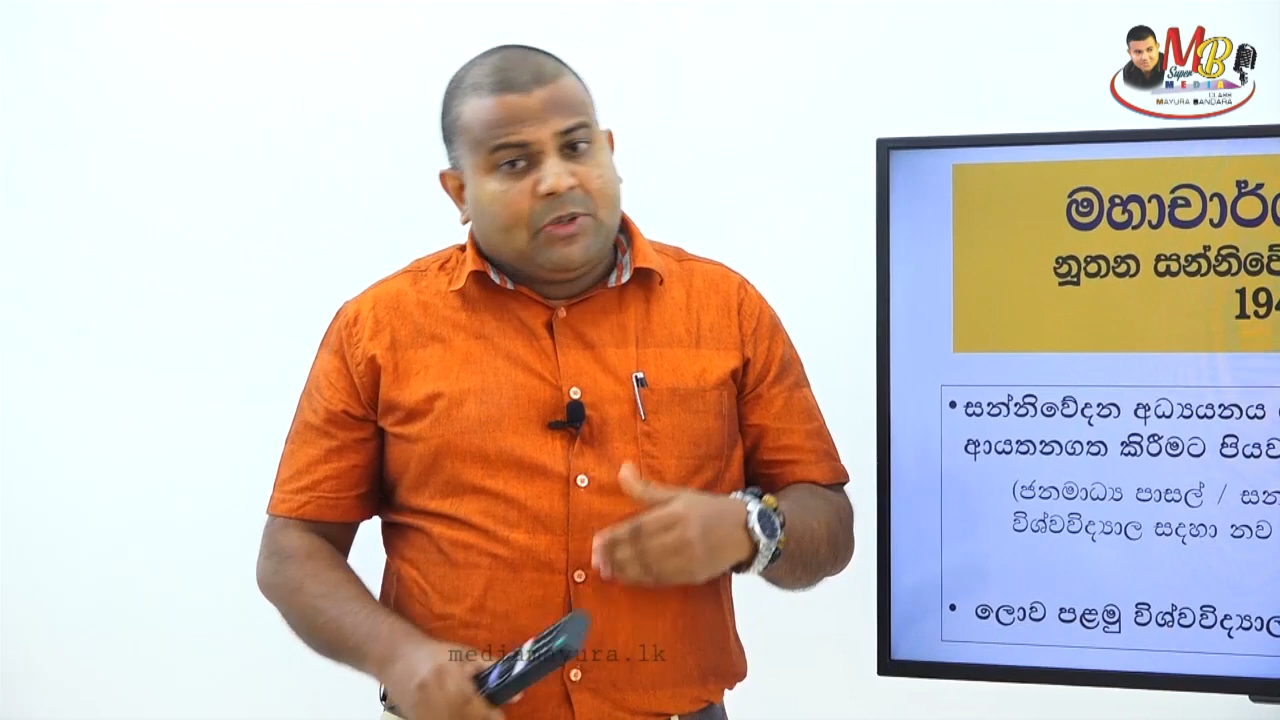 MB
Super
MEDIA
MAYURA BANDARA
මහාචාර්ය
නූතන සන්නිවේ
194
• සන්නිවේදන අධ්‍යයනය
ආයතනගත කිරීමට පියව
(ජනමාධ්‍ය පාසල් / සන්
විශ්වවිද්‍යාල සදහා නව
• ලොව පළමු විශ්වවිද්‍යාල
mediamayura.lk